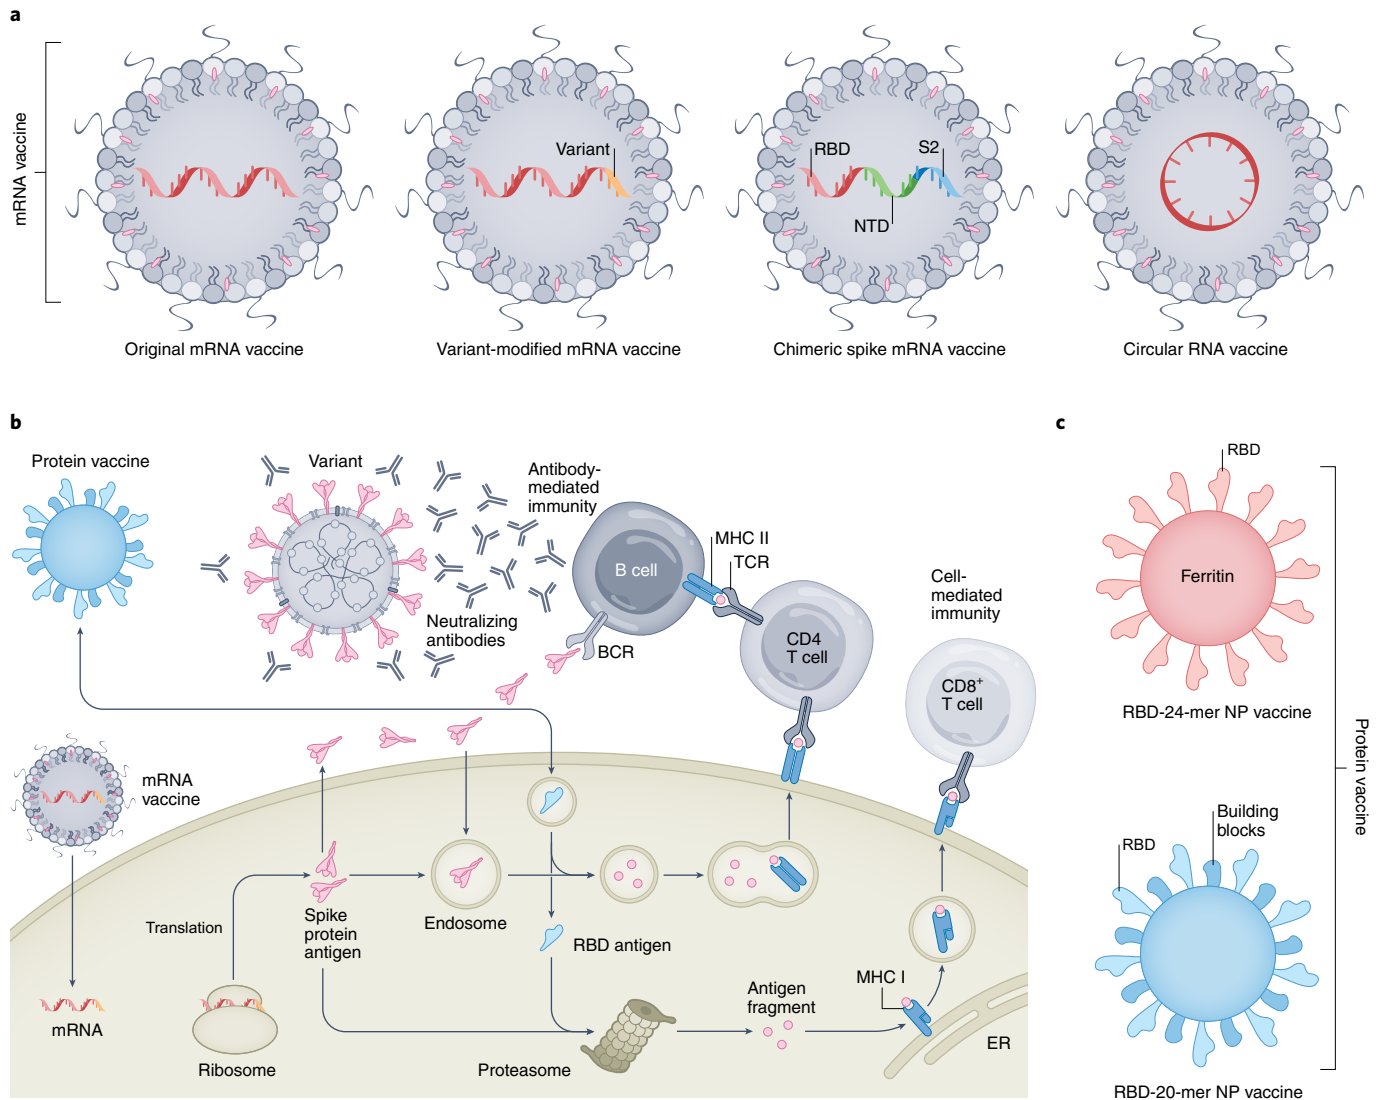 a
mRNA vaccine
Variant
RBD
S2
NTD
Original mRNA vaccine
Variant-modified mRNA vaccine
Chimeric spike mRNA vaccine
Circular RNA vaccine
b
Protein vaccine
Variant
Antibody-
mediated
immunity
B cell
MHC II
TCR
Neutralizing
antibodies
BCR
CD4
T cell
Cell-
mediated
immunity
CD8⁺
T cell
mRNA
vaccine
Translation
Spike
protein
antigen
Endosome
RBD antigen
mRNA
Ribosome
Proteasome
Antigen
fragment
MHC I
ER
c
RBD
Ferritin
RBD-24-mer NP vaccine
Protein vaccine
Building
blocks
RBD
RBD-20-mer NP vaccine